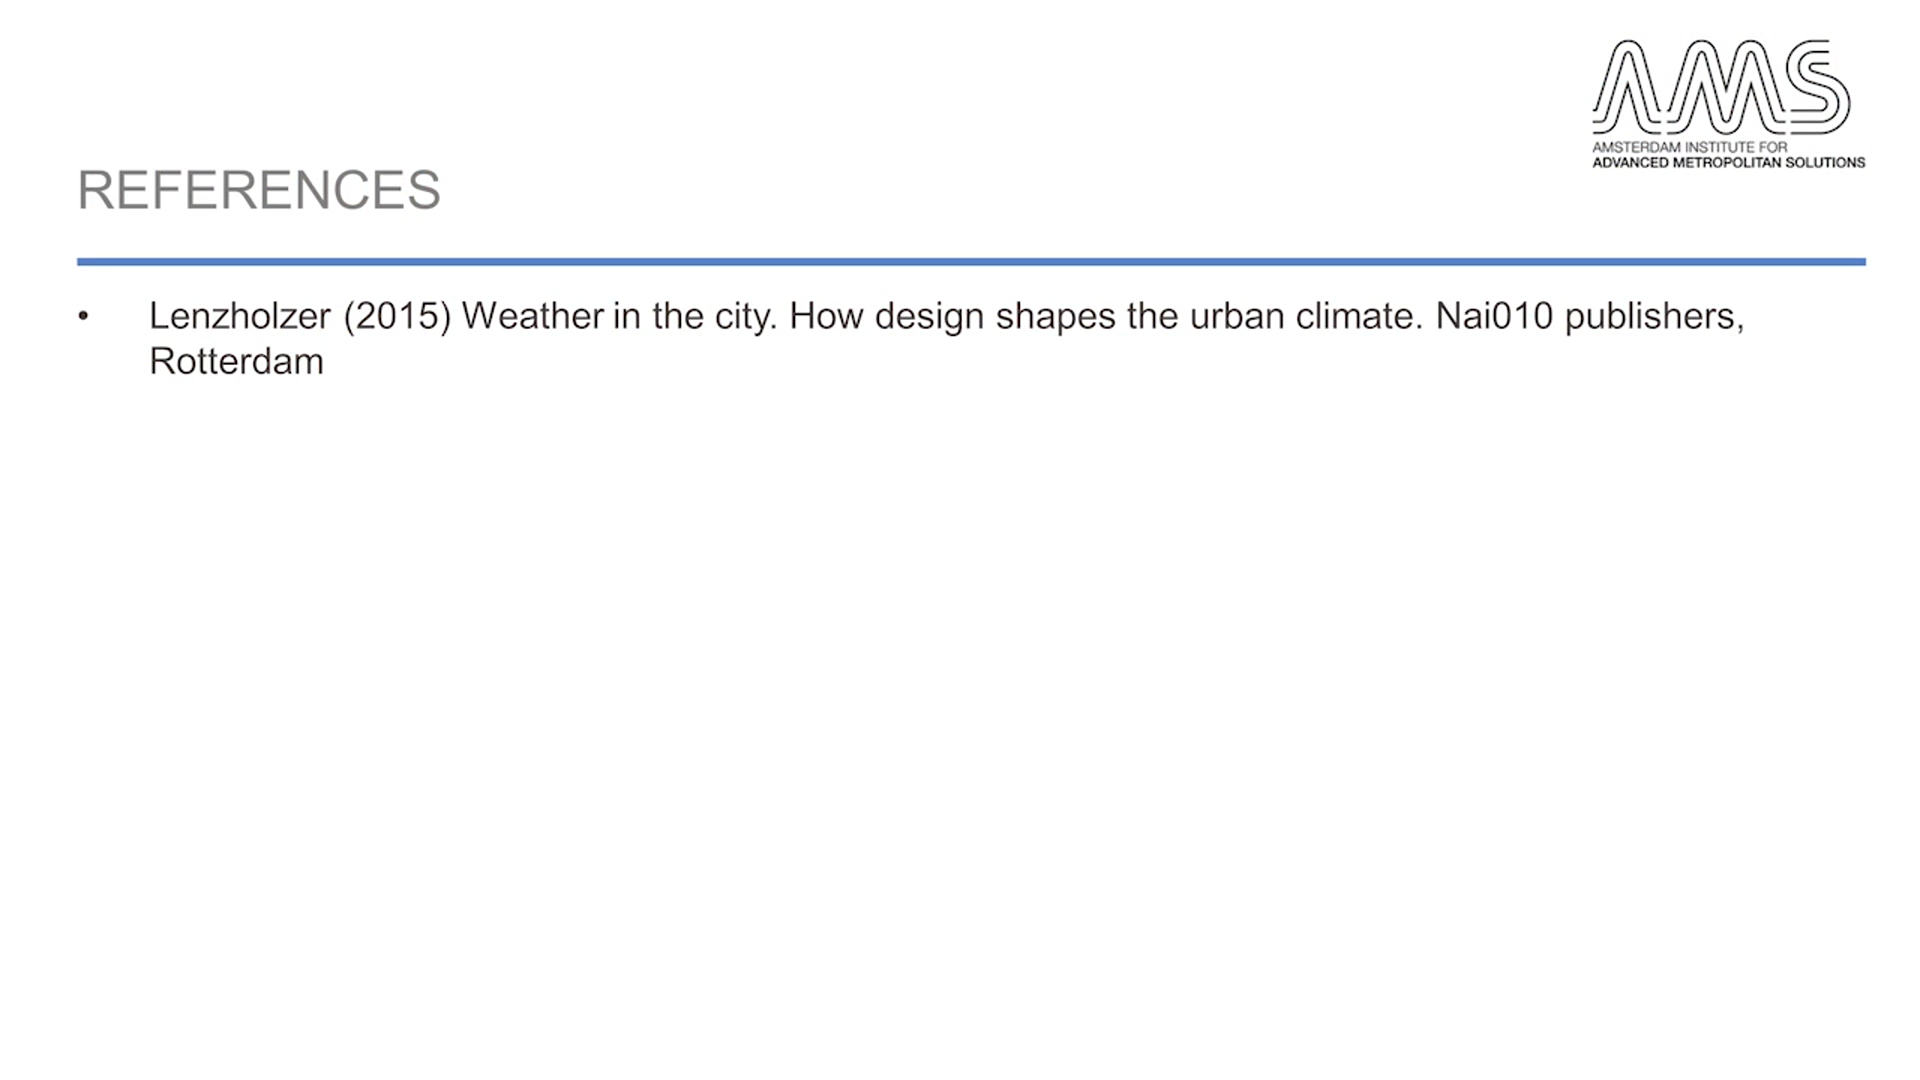 AMS
AMSTERDAM INSTITUTE FOR
ADVANCED METROPOLITAN SOLUTIONS
REFERENCES
• Lenzholzer (2015) Weather in the city. How design shapes the urban climate. Nai010 publishers,
Rotterdam